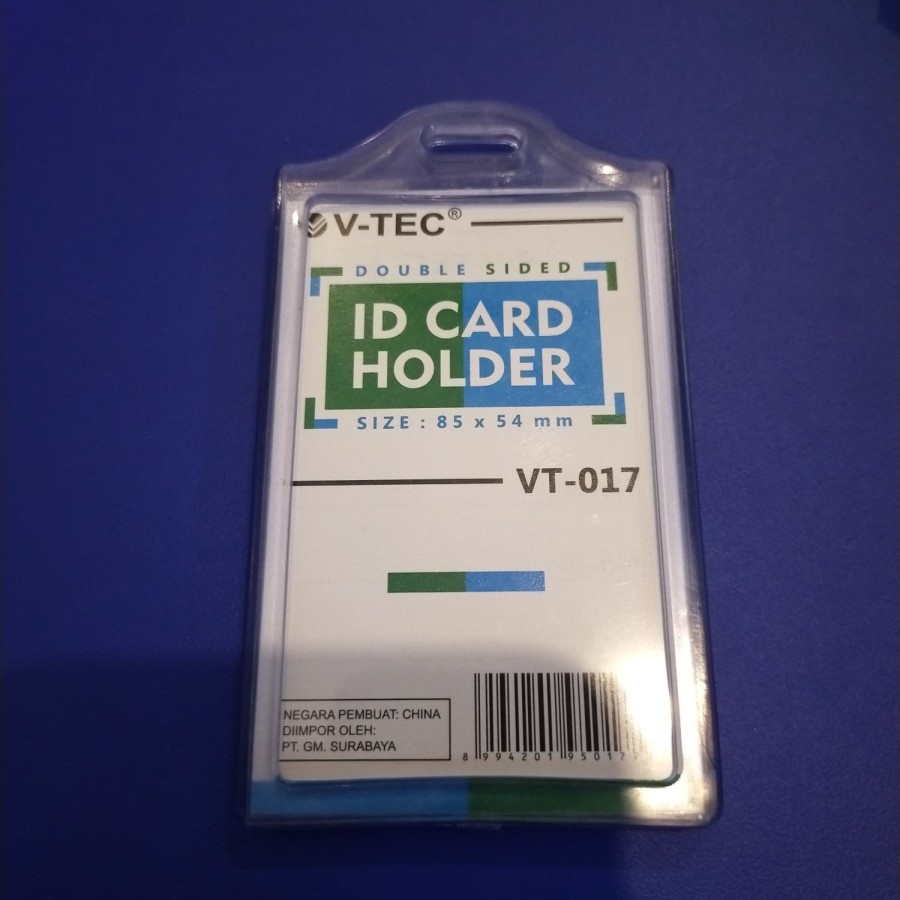 V-TEC®
DOUBLE SIDED
ID CARD
HOLDER
SIZE : 85 x 54 mm
VT-017
NEGARA PEMBUAT: CHINA
DIIMPOR OLEH:
PT. GM. SURABAYA